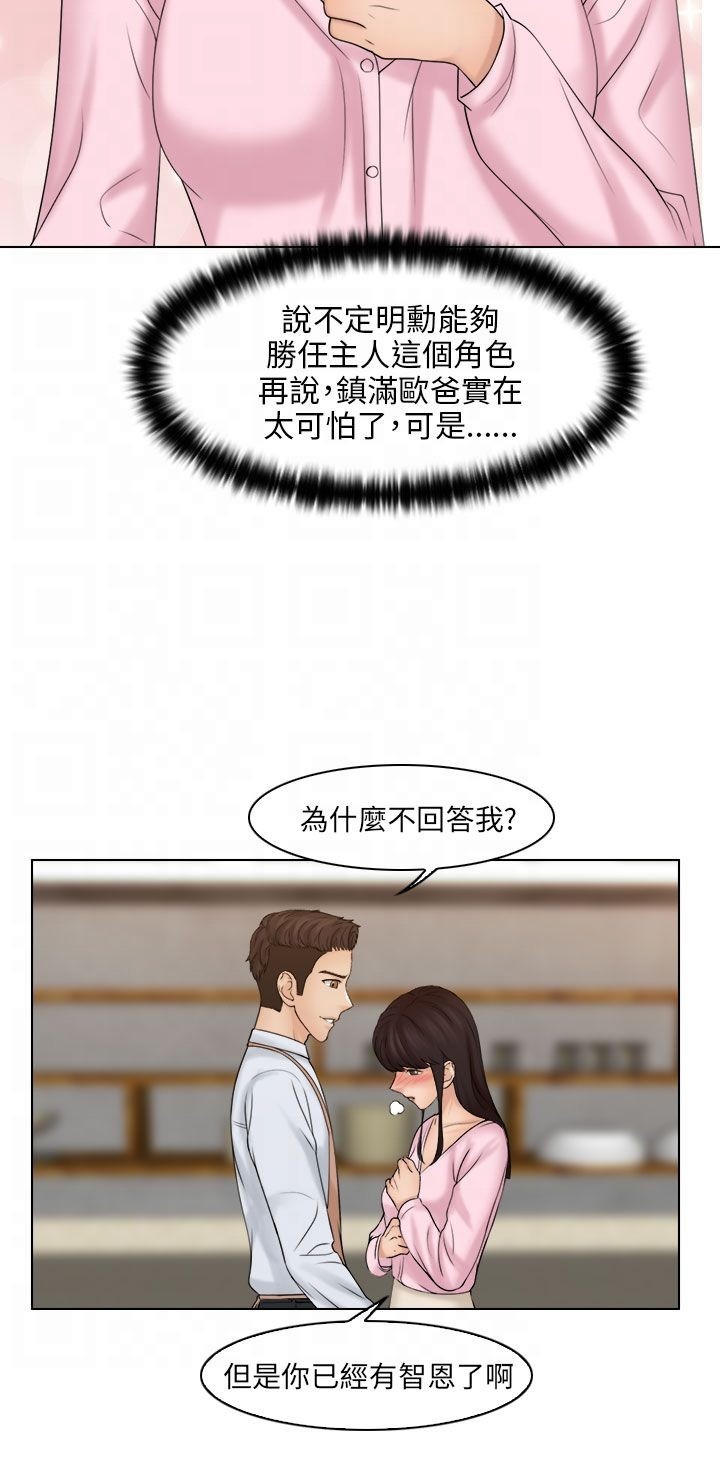 說不定明勳能夠
勝任主人這個角色
再說,鎮滿歐爸實在
太可怕了,可是......
為什麼不回答我?
但是你已經有智恩了啊